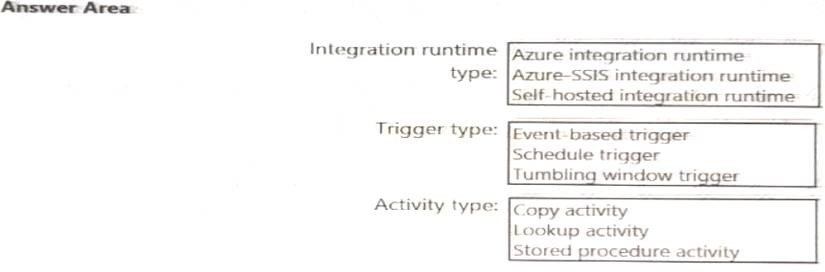 Answer Area
Integration runtime type:
Azure integration runtime
Azure-SSIS integration runtime
Self-hosted integration runtime
Trigger type:
Event-based trigger
Schedule trigger
Tumbling window trigger
Activity type:
Copy activity
Lookup activity
Stored procedure activity